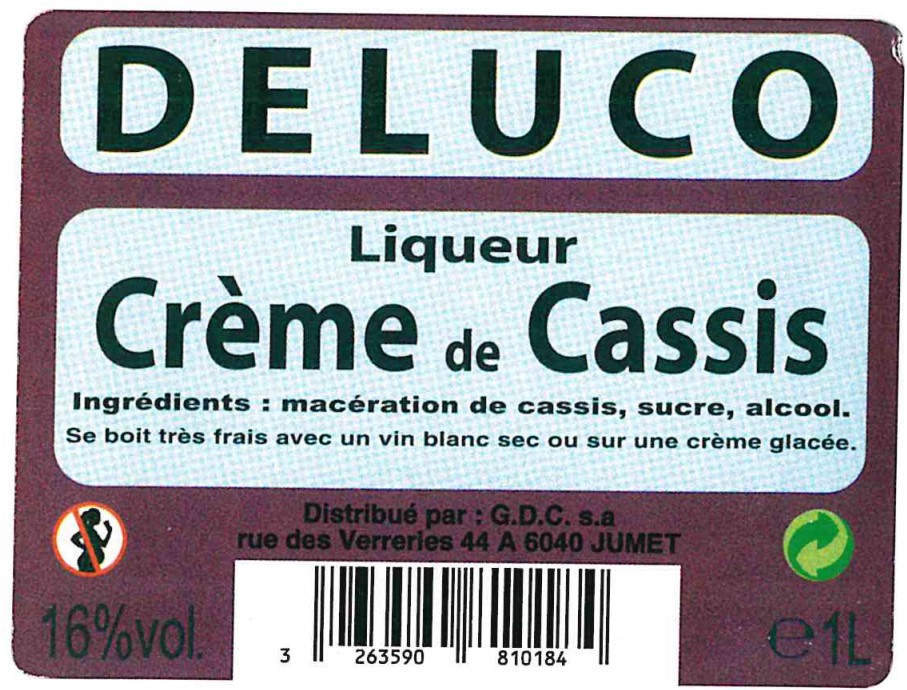 DELUCO
Liqueur
Crème de Cassis
Ingrédients : macération de cassis, sucre, alcool.
Se boit très frais avec un vin blanc sec ou sur une crème glacée.
Distribué par : G.D.C. s.a
rue des Verreries 44 A 6040 JUMET
16%vol.
℮1L
3 263590 810184